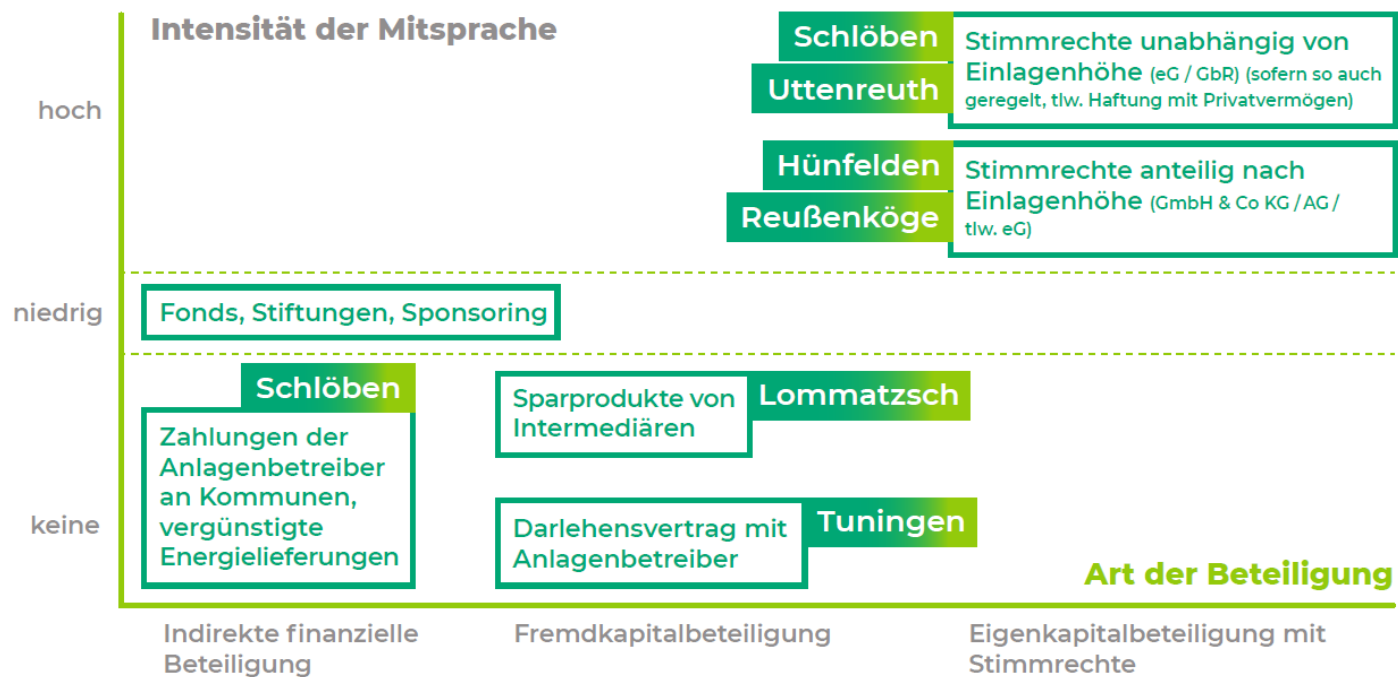 Intensität der Mitsprache
hoch
Schlöben
Uttenreuth
Stimmrechte unabhängig von
Einlagenhöhe (eG / GbR) (sofern so auch
geregelt, tlw. Haftung mit Privatvermögen)
Hünfelden
Reußenköge
Stimmrechte anteilig nach
Einlagenhöhe (GmbH & Co KG / AG /
tlw. eG)
niedrig
Fonds, Stiftungen, Sponsoring
keine
Schlöben
Zahlungen der
Anlagenbetreiber
an Kommunen,
vergünstigte
Energielieferungen
Sparprodukte von
Intermediären
Lommatzsch
Darlehensvertrag mit
Anlagenbetreiber
Tuningen
Art der Beteiligung
Indirekte finanzielle
Beteiligung
Fremdkapitalbeteiligung
Eigenkapitalbeteiligung mit
Stimmrechte